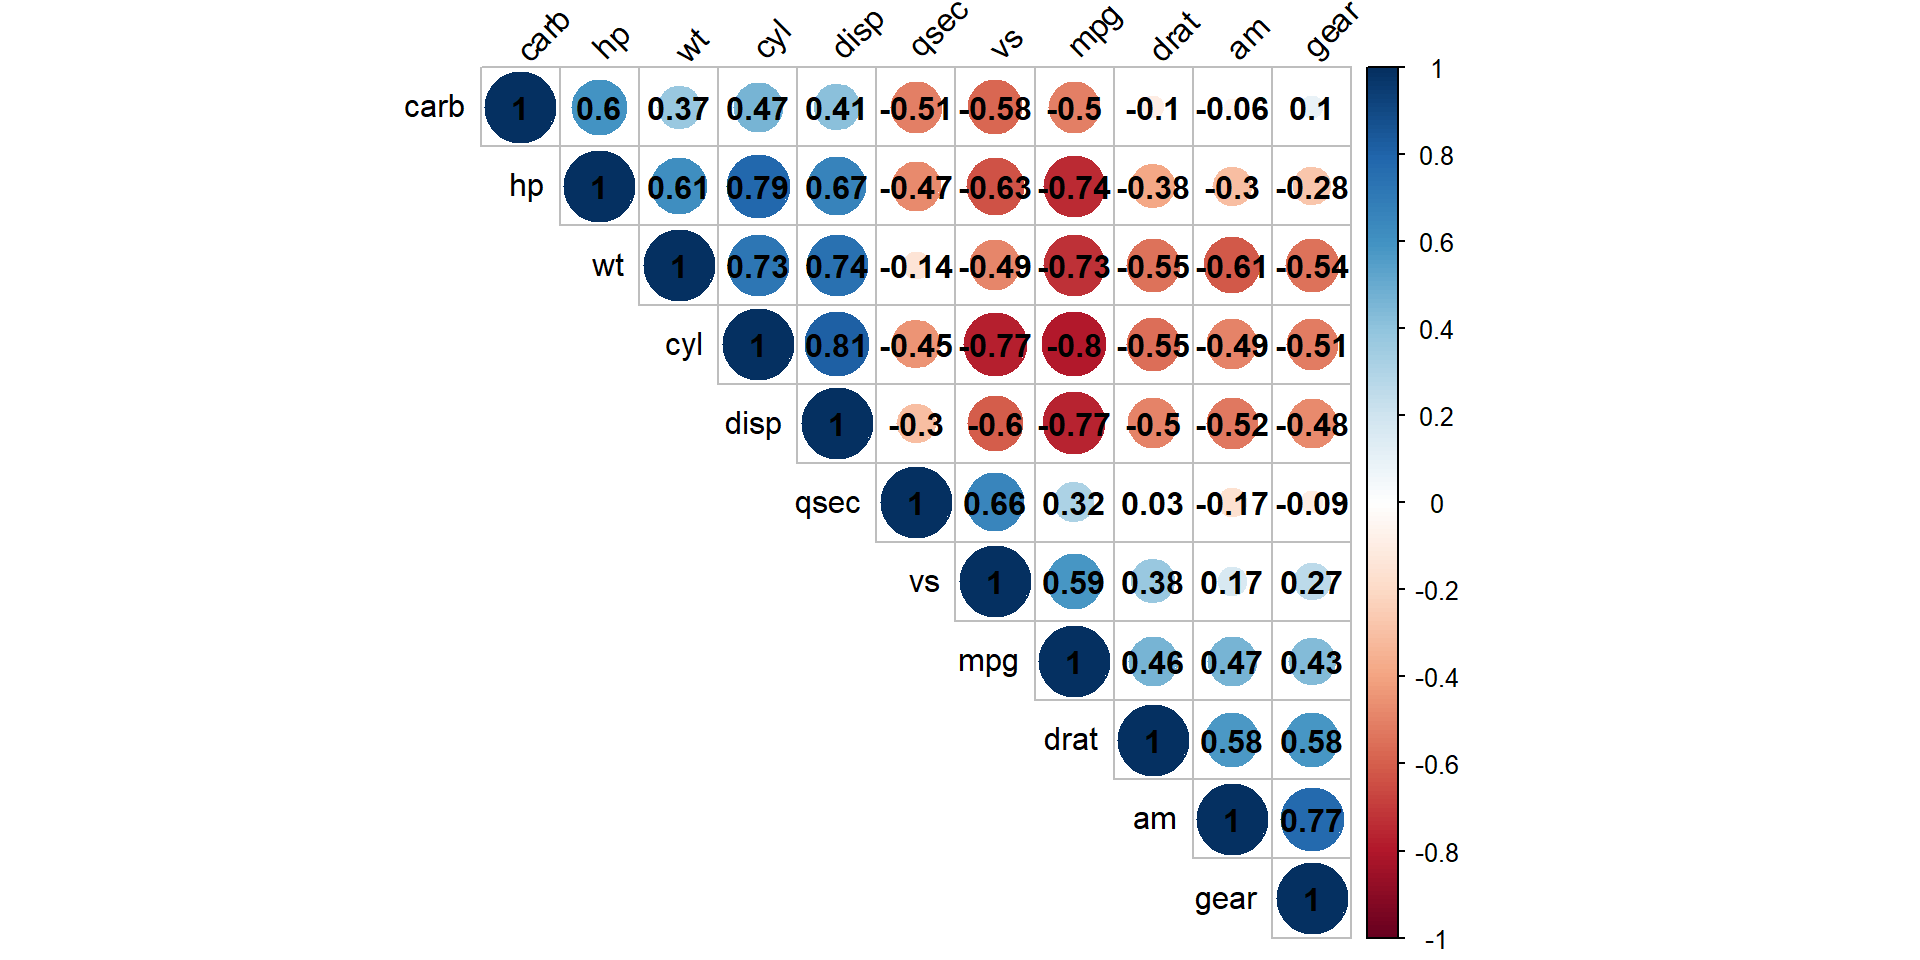 carb hp wt cyl disp qsec vs mpg drat am gear
carb 1 0.6 0.37 0.47 0.41 -0.51 -0.58 -0.5 -0.1 -0.06 0.1
hp 1 0.61 0.79 0.67 -0.47 -0.63 -0.74 -0.38 -0.3 -0.28
wt 1 0.73 0.74 -0.14 -0.49 -0.73 -0.55 -0.61 -0.54
cyl 1 0.81 -0.45 -0.77 -0.8 -0.55 -0.49 -0.51
disp 1 -0.3 -0.6 -0.77 -0.5 -0.52 -0.48
qsec 1 0.66 0.32 0.03 -0.17 -0.09
vs 1 0.59 0.38 0.17 0.27
mpg 1 0.46 0.47 0.43
drat 1 0.58 0.58
am 1 0.77
gear 1
1
0.8
0.6
0.4
0.2
0
-0.2
-0.4
-0.6
-0.8
-1